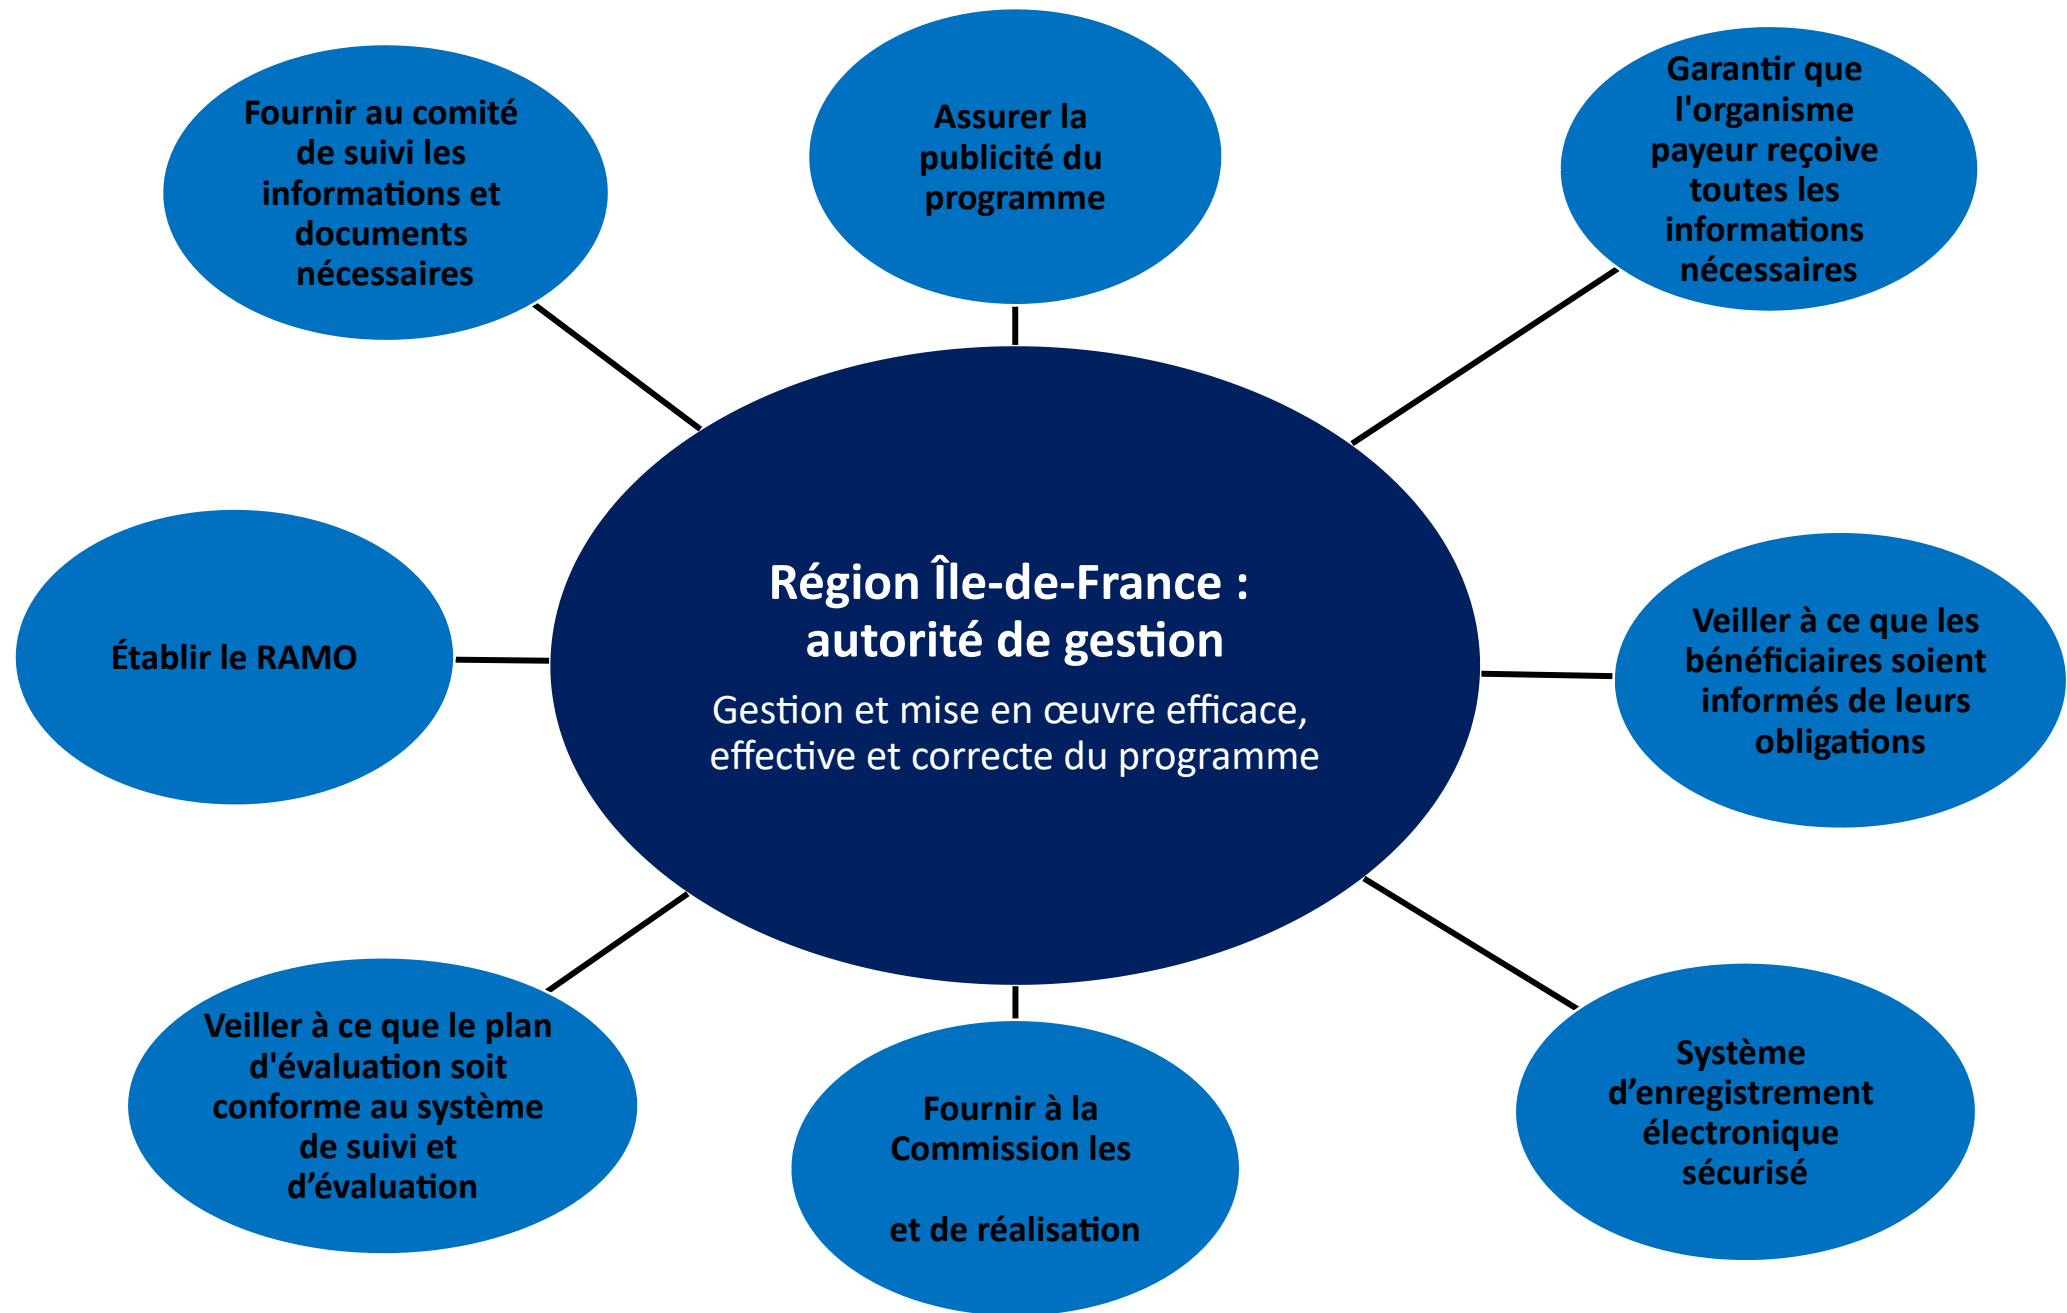 Fournir au comité
de suivi les
informations et
documents
nécessaires
Assurer la
publicité du
programme
Garantir que
l'organisme
payeur reçoive
toutes les
informations
nécessaires
Région Île-de-France :
autorité de gestion
Gestion et mise en œuvre efficace,
effective et correcte du programme
Établir le RAMO
Veiller à ce que les
bénéficiaires soient
informés de leurs
obligations
Veiller à ce que le plan
d'évaluation soit
conforme au système
de suivi et
d’évaluation
Fournir à la
Commission les
et de réalisation
Système
d’enregistrement
électronique
sécurisé